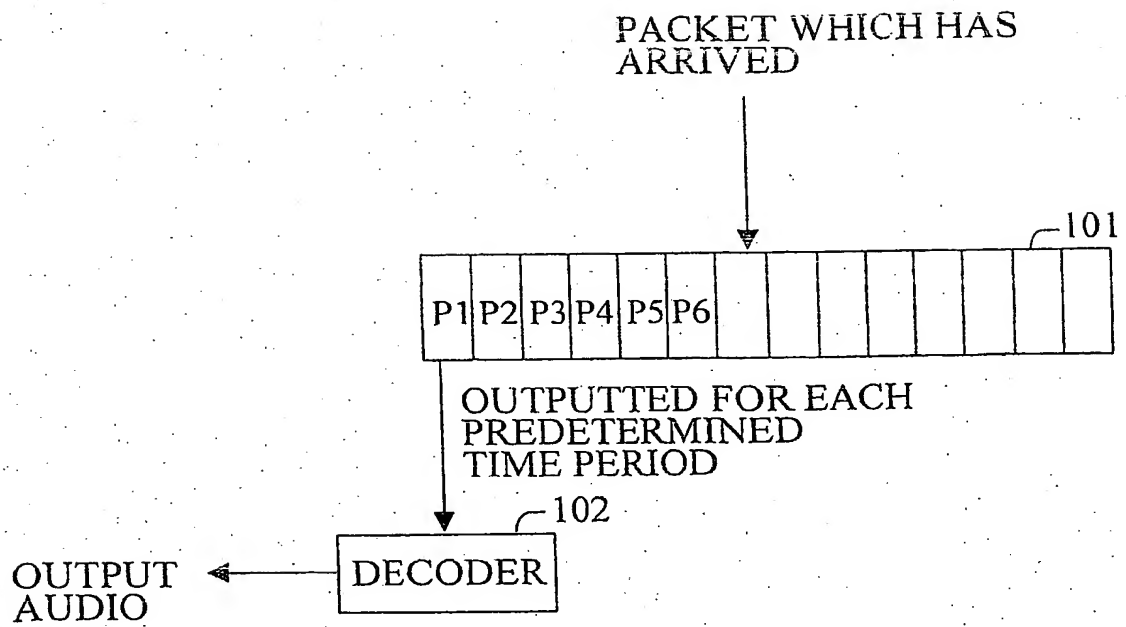 PACKET WHICH HAS
ARRIVED
101
P1 P2 P3 P4 P5 P6
OUTPUTTED FOR EACH
PREDETERMINED
TIME PERIOD
102
DECODER
OUTPUT
AUDIO